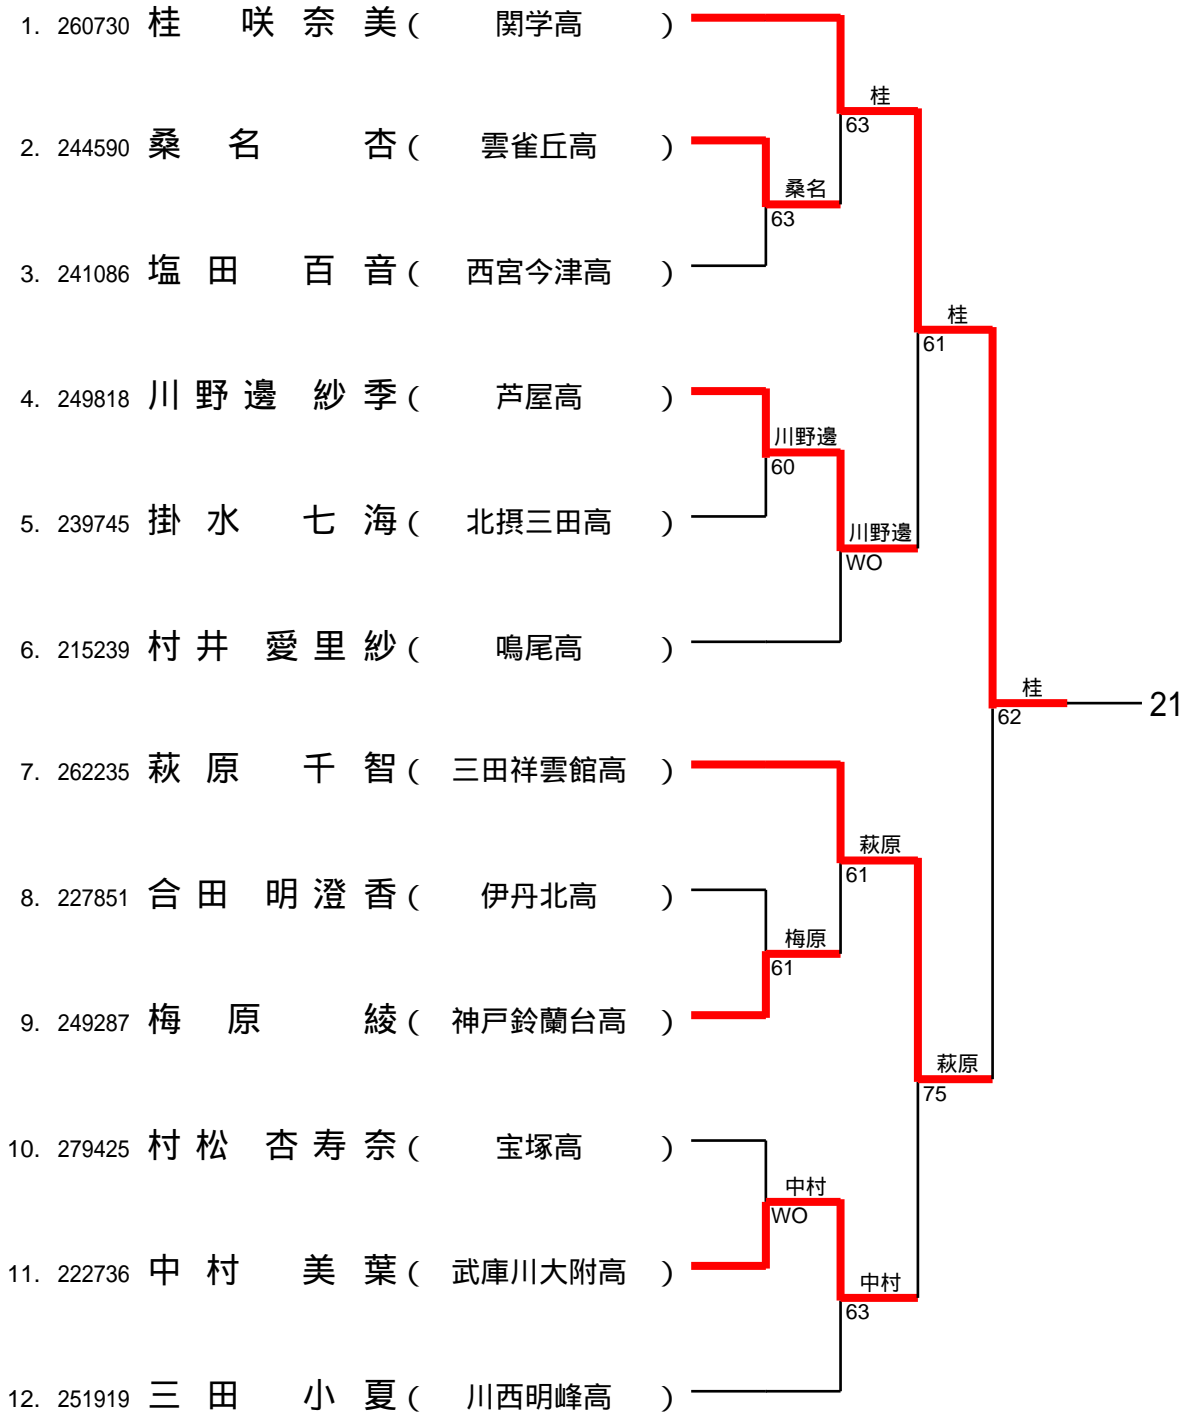 1. 260730 桂 咲奈美 ( 関学高 )
桂
63
2. 244590 桑名 杏 ( 雲雀丘高 )
桑名
63
3. 241086 塩田 百音 ( 西宮今津高 )
桂
61
4. 249818 川野邊 紗季 ( 芦屋高 )
川野邊
60
5. 239745 掛水 七海 ( 北摂三田高 )
川野邊
WO
6. 215239 村井 愛里紗 ( 鳴尾高 )
桂
62
21
7. 262235 萩原 千智 ( 三田祥雲館高 )
萩原
61
8. 227851 合田 明澄香 ( 伊丹北高 )
梅原
61
9. 249287 梅原 綾 ( 神戸鈴蘭台高 )
萩原
75
10. 279425 村松 杏寿奈 ( 宝塚高 )
中村
WO
11. 222736 中村 美葉 ( 武庫川大附高 )
中村
63
12. 251919 三田 小夏 ( 川西明峰高 )